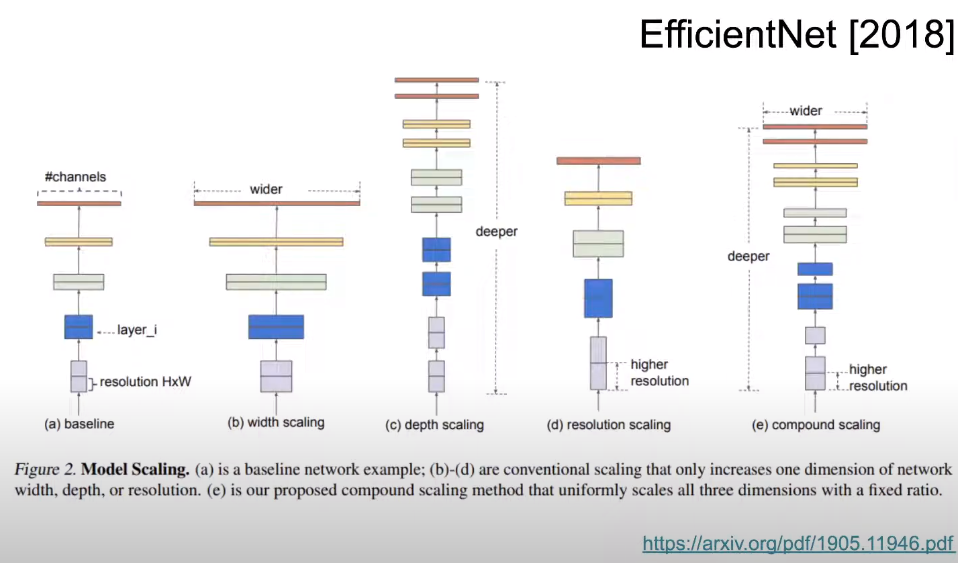 EfficientNet [2018]
#channels
layer_i
resolution HxW
(a) baseline
wider
(b) width scaling
deeper
(c) depth scaling
higher
resolution
(d) resolution scaling
wider
deeper
higher
resolution
(e) compound scaling
Figure 2. Model Scaling. (a) is a baseline network example; (b)-(d) are conventional scaling that only increases one dimension of network
width, depth, or resolution. (e) is our proposed compound scaling method that uniformly scales all three dimensions with a fixed ratio.
https://arxiv.org/pdf/1905.11946.pdf